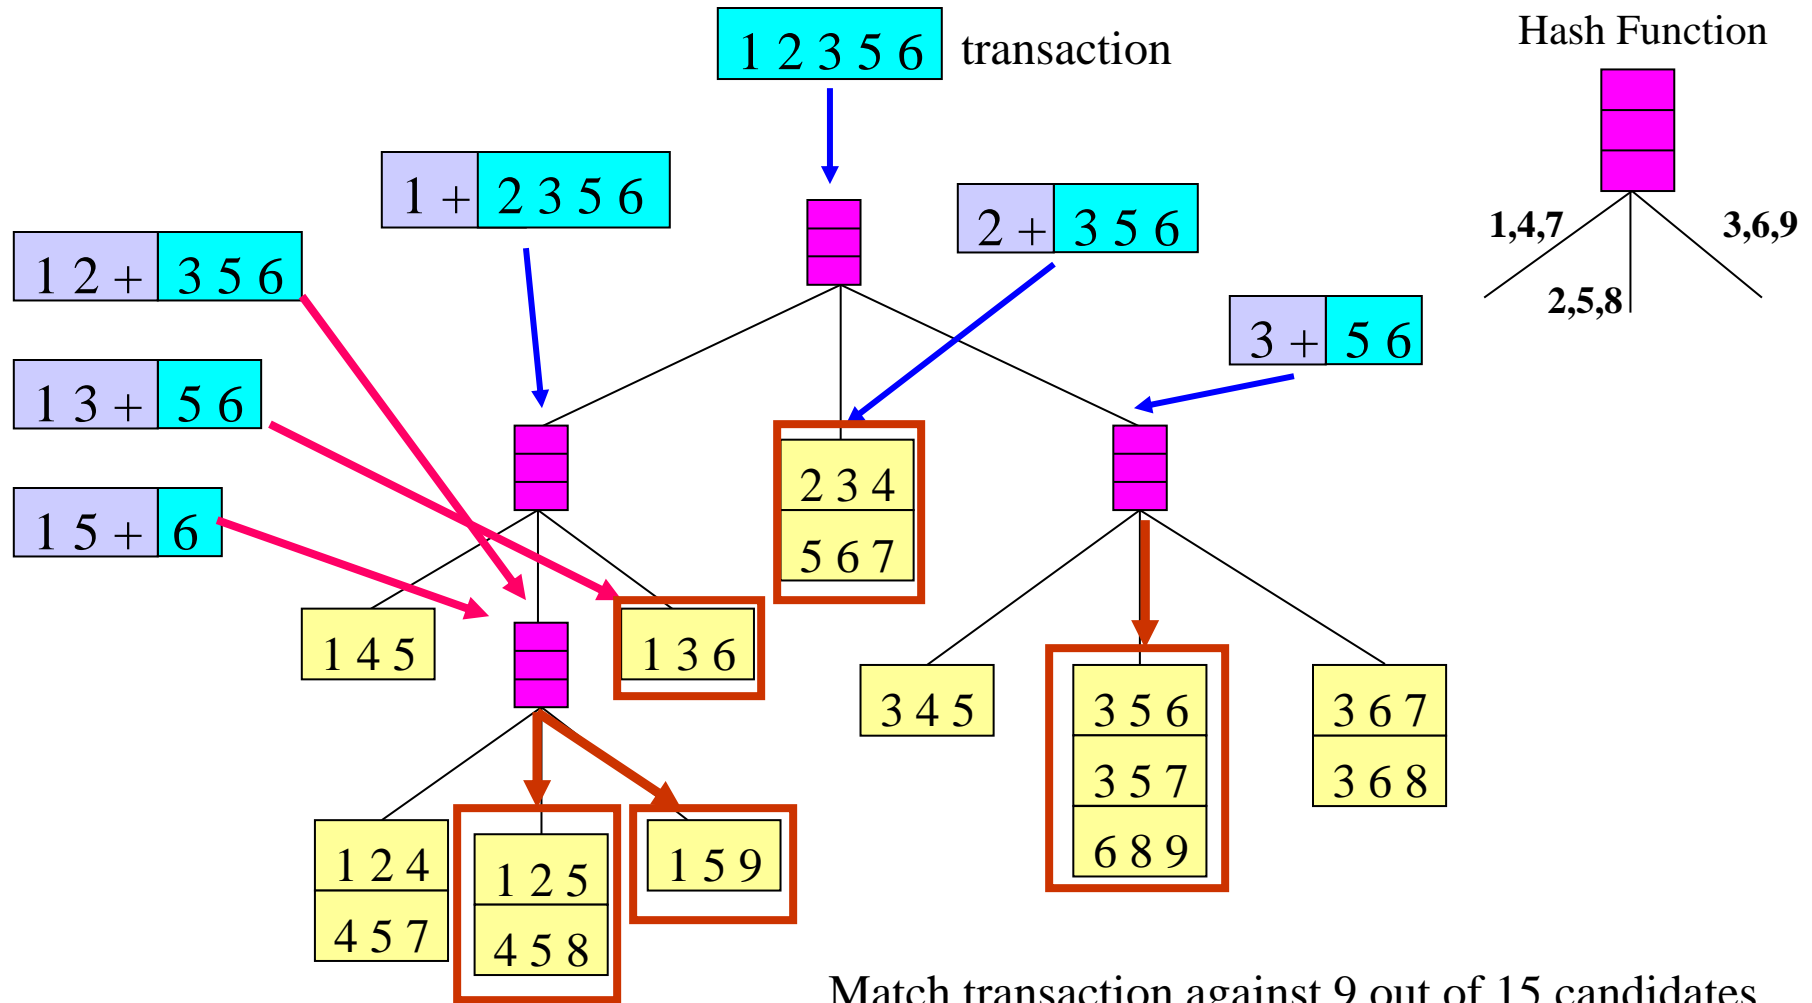 1 2 3 5 6 transaction
Hash Function
1 + 2 3 5 6
2 + 3 5 6
1,4,7
3,6,9
1 2 + 3 5 6
2,5,8
3 + 5 6
1 3 + 5 6
2 3 4
1 5 + 6
5 6 7
1 4 5
1 3 6
3 4 5
3 5 6
3 6 7
3 5 7
3 6 8
6 8 9
1 2 4
1 2 5
1 5 9
4 5 7
4 5 8
Match transaction against 9 out of 15 candidates